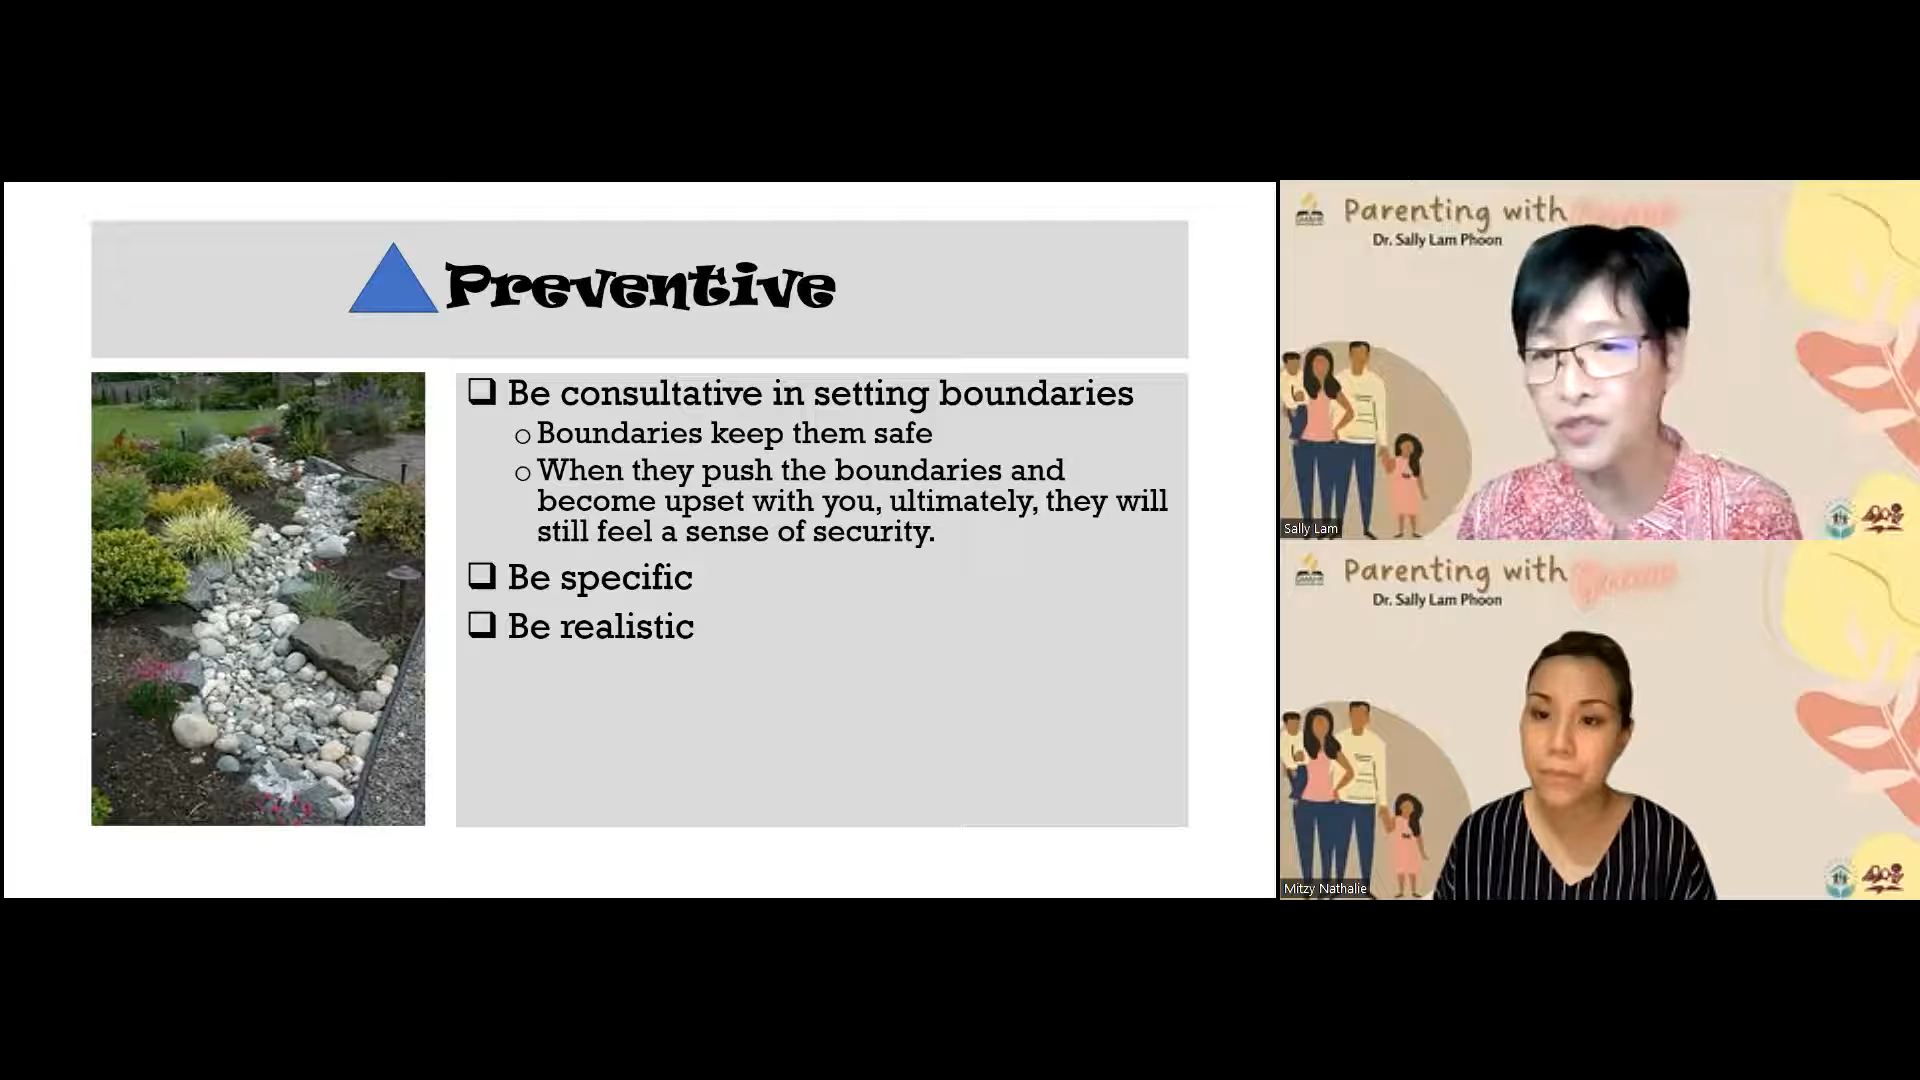 Preventive
❑ Be consultative in setting boundaries
o Boundaries keep them safe
o When they push the boundaries and
become upset with you, ultimately, they will
still feel a sense of security.
❑ Be specific
❑ Be realistic
Parenting with
Dr. Sally Lam Phoon
Sally Lam
Parenting with
Dr. Sally Lam Phoon
Mitzy Nathalie